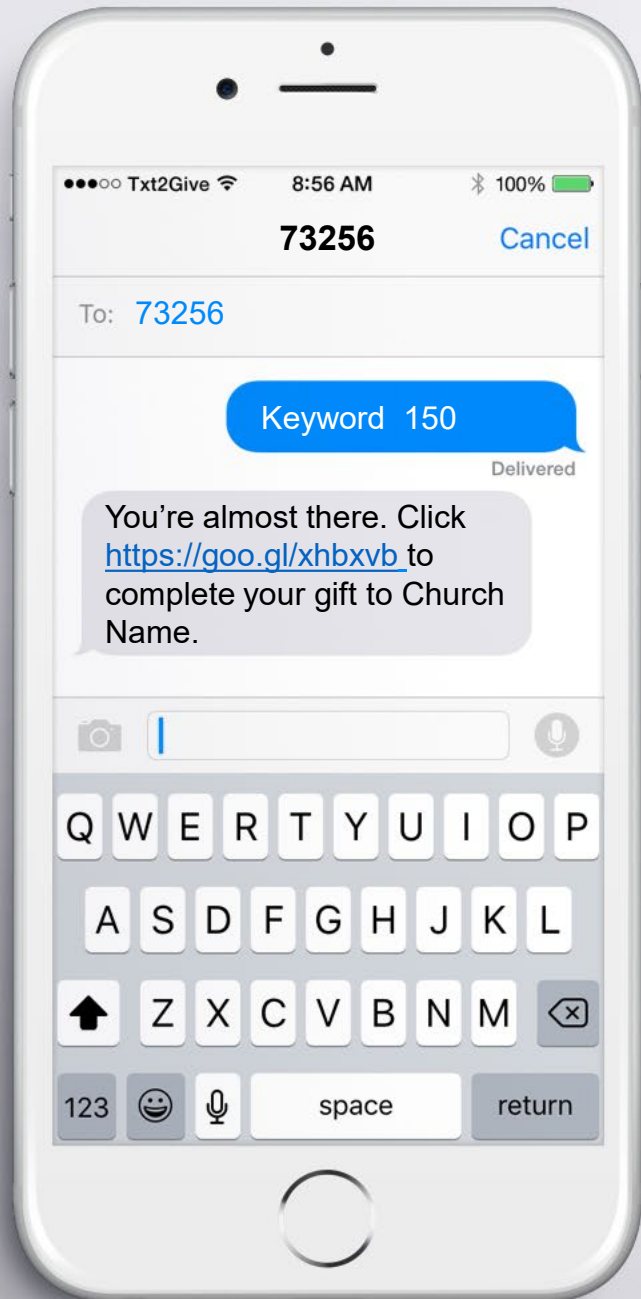 Txt2Give 8:56 AM 100%
73256 Cancel
To: 73256
Keyword 150
Delivered
You’re almost there. Click
https://goo.gl/xhbxvb to
complete your gift to Church
Name.
Q W E R T Y U I O P
A S D F G H J K L
Z X C V B N M
123 space return